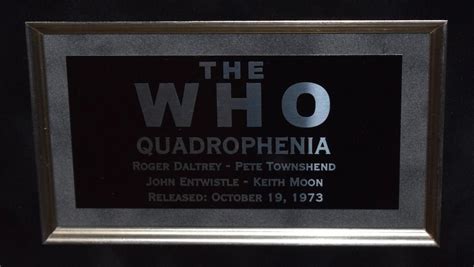 THE
WHO
QUADROPHENIA
ROGER DALTREY - PETE TOWNSHEND
JOHN ENTWISTLE - KEITH MOON
RELEASED: OCTOBER 19, 1973